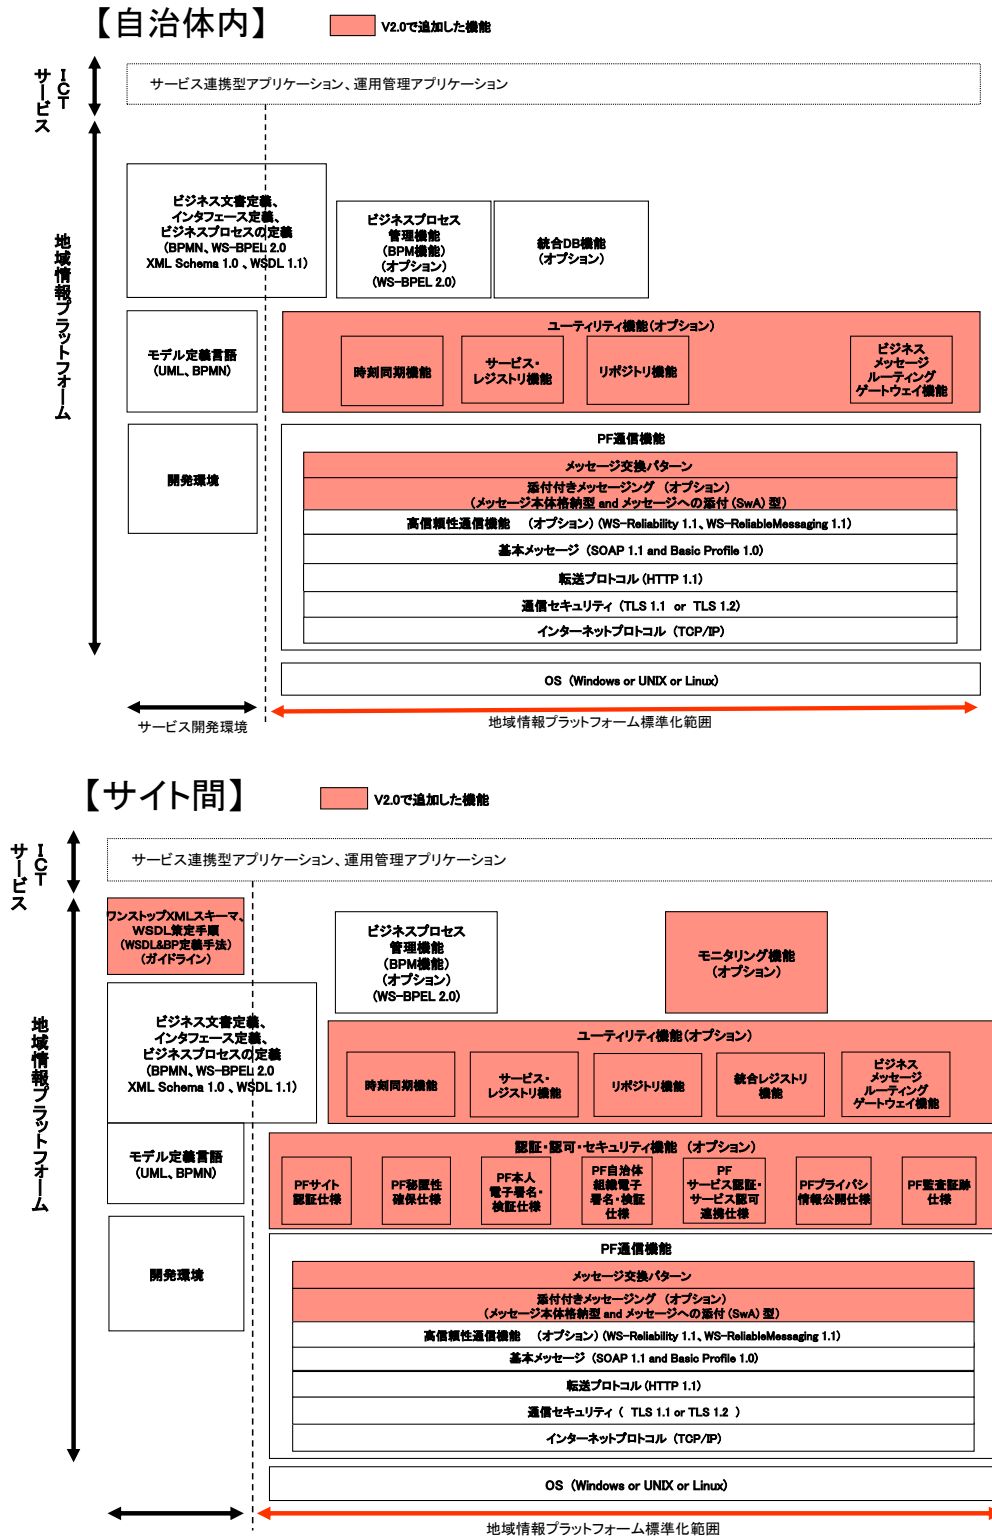 【自治体内】
V2.0で追加した機能
ICT
サービス
サービス連携型アプリケーション、運用管理アプリケーション
地域情報プラットフォーム
ビジネス文書定義、
インタフェース定義、
ビジネスプロセスの定義
(BPMN、WS-BPEL 2.0
XML Schema 1.0 、WSDL 1.1)
ビジネスプロセス
管理機能
(BPM機能)
(オプション)
(WS-BPEL 2.0)
統合DB機能
(オプション)
モデル定義言語
(UML、BPMN)
ユーティリティ機能(オプション)
時刻同期機能
サービス・
レジストリ機能
リポジトリ機能
ビジネス
メッセージ
ルーティング
ゲートウェイ機能
開発環境
PF通信機能
メッセージ交換パターン
添付付きメッセージング (オプション)
(メッセージ本体格納型 and メッセージへの添付 (SwA) 型)
高信頼性通信機能 (オプション) (WS-Reliability 1.1、WS-ReliableMessaging 1.1)
基本メッセージ (SOAP 1.1 and Basic Profile 1.0)
転送プロトコル (HTTP 1.1)
通信セキュリティ (TLS 1.1 or TLS 1.2)
インターネットプロトコル (TCP/IP)
OS (Windows or UNIX or Linux)
サービス開発環境
地域情報プラットフォーム標準化範囲
【サイト間】
V2.0で追加した機能
ICT
サービス
サービス連携型アプリケーション、運用管理アプリケーション
地域情報プラットフォーム
ワンストップXMLスキーマ、
WSDL策定手順
(WSDL&BP定義手法)
(ガイドライン)
ビジネスプロセス
管理機能
(BPM機能)
(オプション)
(WS-BPEL 2.0)
モニタリング機能
(オプション)
ビジネス文書定義、
インタフェース定義、
ビジネスプロセスの定義
(BPMN、WS-BPEL 2.0
XML Schema 1.0 、WSDL 1.1)
ユーティリティ機能(オプション)
時刻同期機能
サービス・
レジストリ機能
リポジトリ機能
統合レジストリ
機能
ビジネス
メッセージ
ルーティング
ゲートウェイ機能
モデル定義言語
(UML、BPMN)
認証・認可・セキュリティ機能 (オプション)
PFサイト
認証仕様
PF秘匿性
確保仕様
PF本人
電子署名・
検証仕様
PF自治体
組織電子
署名・検証
仕様
PF
サービス認証・
サービス認可
連携仕様
PFプライバシ
情報公開仕様
PF監査証跡
仕様
開発環境
PF通信機能
メッセージ交換パターン
添付付きメッセージング (オプション)
(メッセージ本体格納型 and メッセージへの添付 (SwA) 型)
高信頼性通信機能 (オプション) (WS-Reliability 1.1、WS-ReliableMessaging 1.1)
基本メッセージ (SOAP 1.1 and Basic Profile 1.0)
転送プロトコル (HTTP 1.1)
通信セキュリティ ( TLS 1.1 or TLS 1.2 )
インターネットプロトコル (TCP/IP)
OS (Windows or UNIX or Linux)
地域情報プラットフォーム標準化範囲